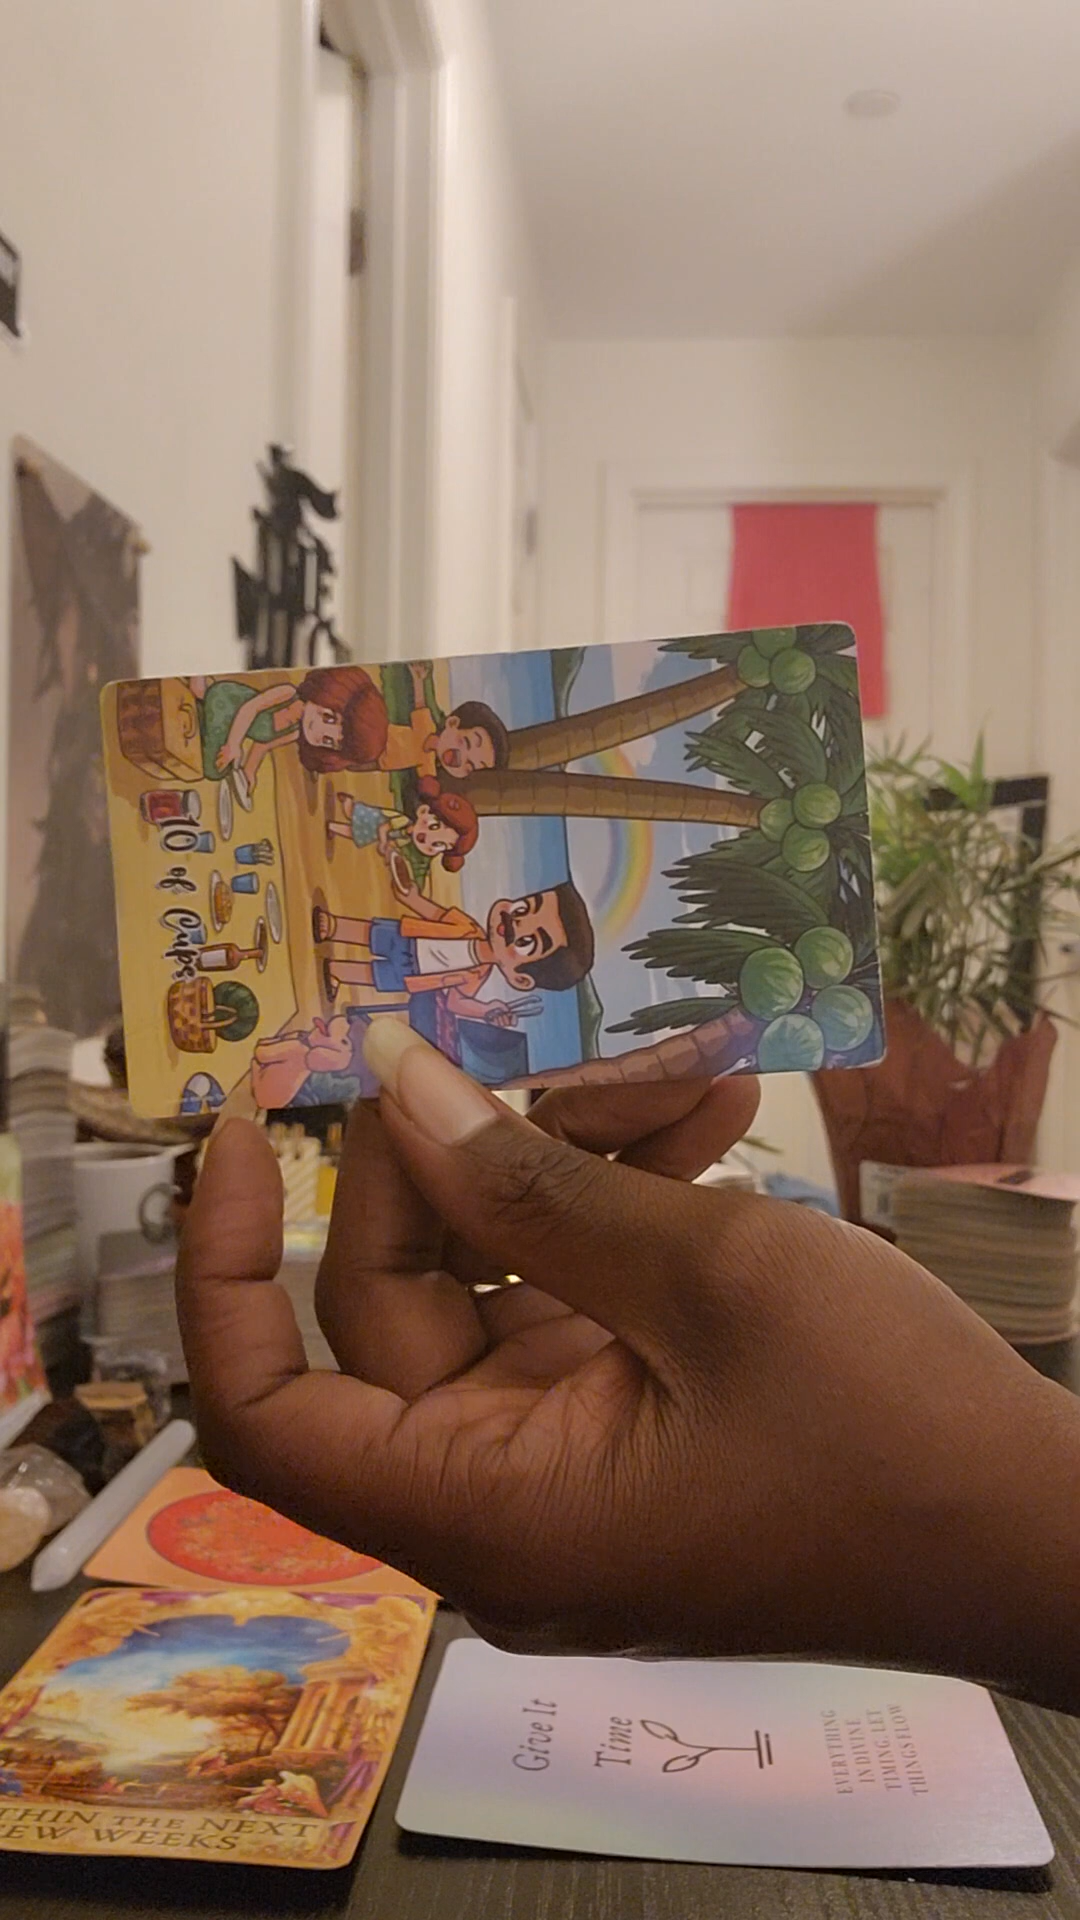 10 of Cups
THIN THE NEXT
EW WEEKS
Give It
Time
EVERYTHING
IN DIVINE
TIMING. LET
THINGS FLOW